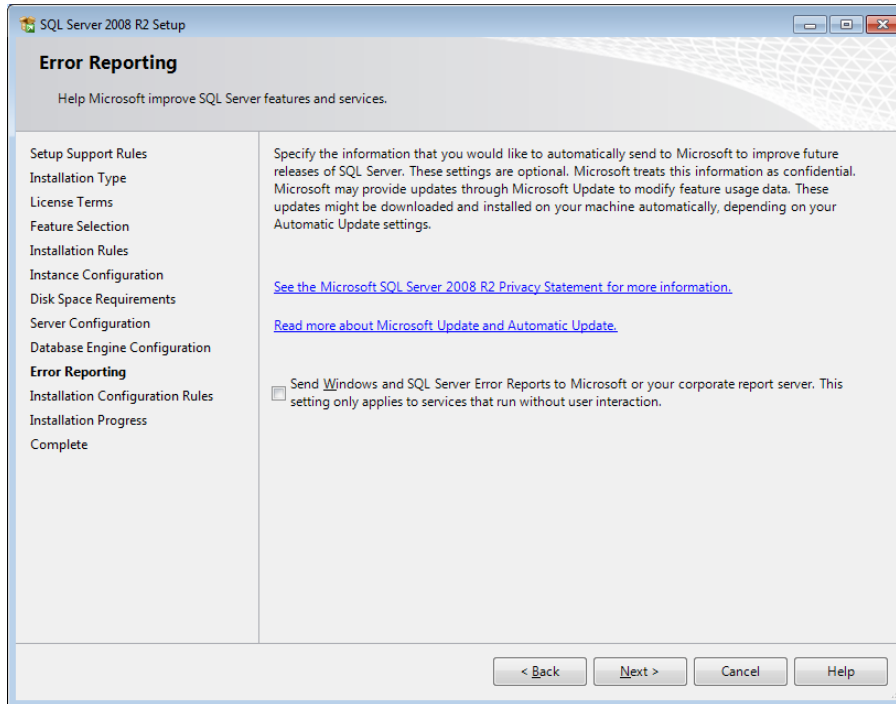 SQL Server 2008 R2 Setup
Error Reporting
Help Microsoft improve SQL Server features and services.
Setup Support Rules
Installation Type
License Terms
Feature Selection
Installation Rules
Instance Configuration
Disk Space Requirements
Server Configuration
Database Engine Configuration
Error Reporting
Installation Configuration Rules
Installation Progress
Complete
Specify the information that you would like to automatically send to Microsoft to improve future
releases of SQL Server. These settings are optional. Microsoft treats this information as confidential.
Microsoft may provide updates through Microsoft Update to modify feature usage data. These
updates might be downloaded and installed on your machine automatically, depending on your
Automatic Update settings.
See the Microsoft SQL Server 2008 R2 Privacy Statement for more information.
Read more about Microsoft Update and Automatic Update.
Send Windows and SQL Server Error Reports to Microsoft or your corporate report server. This
setting only applies to services that run without user interaction.
< Back
Next >
Cancel
Help